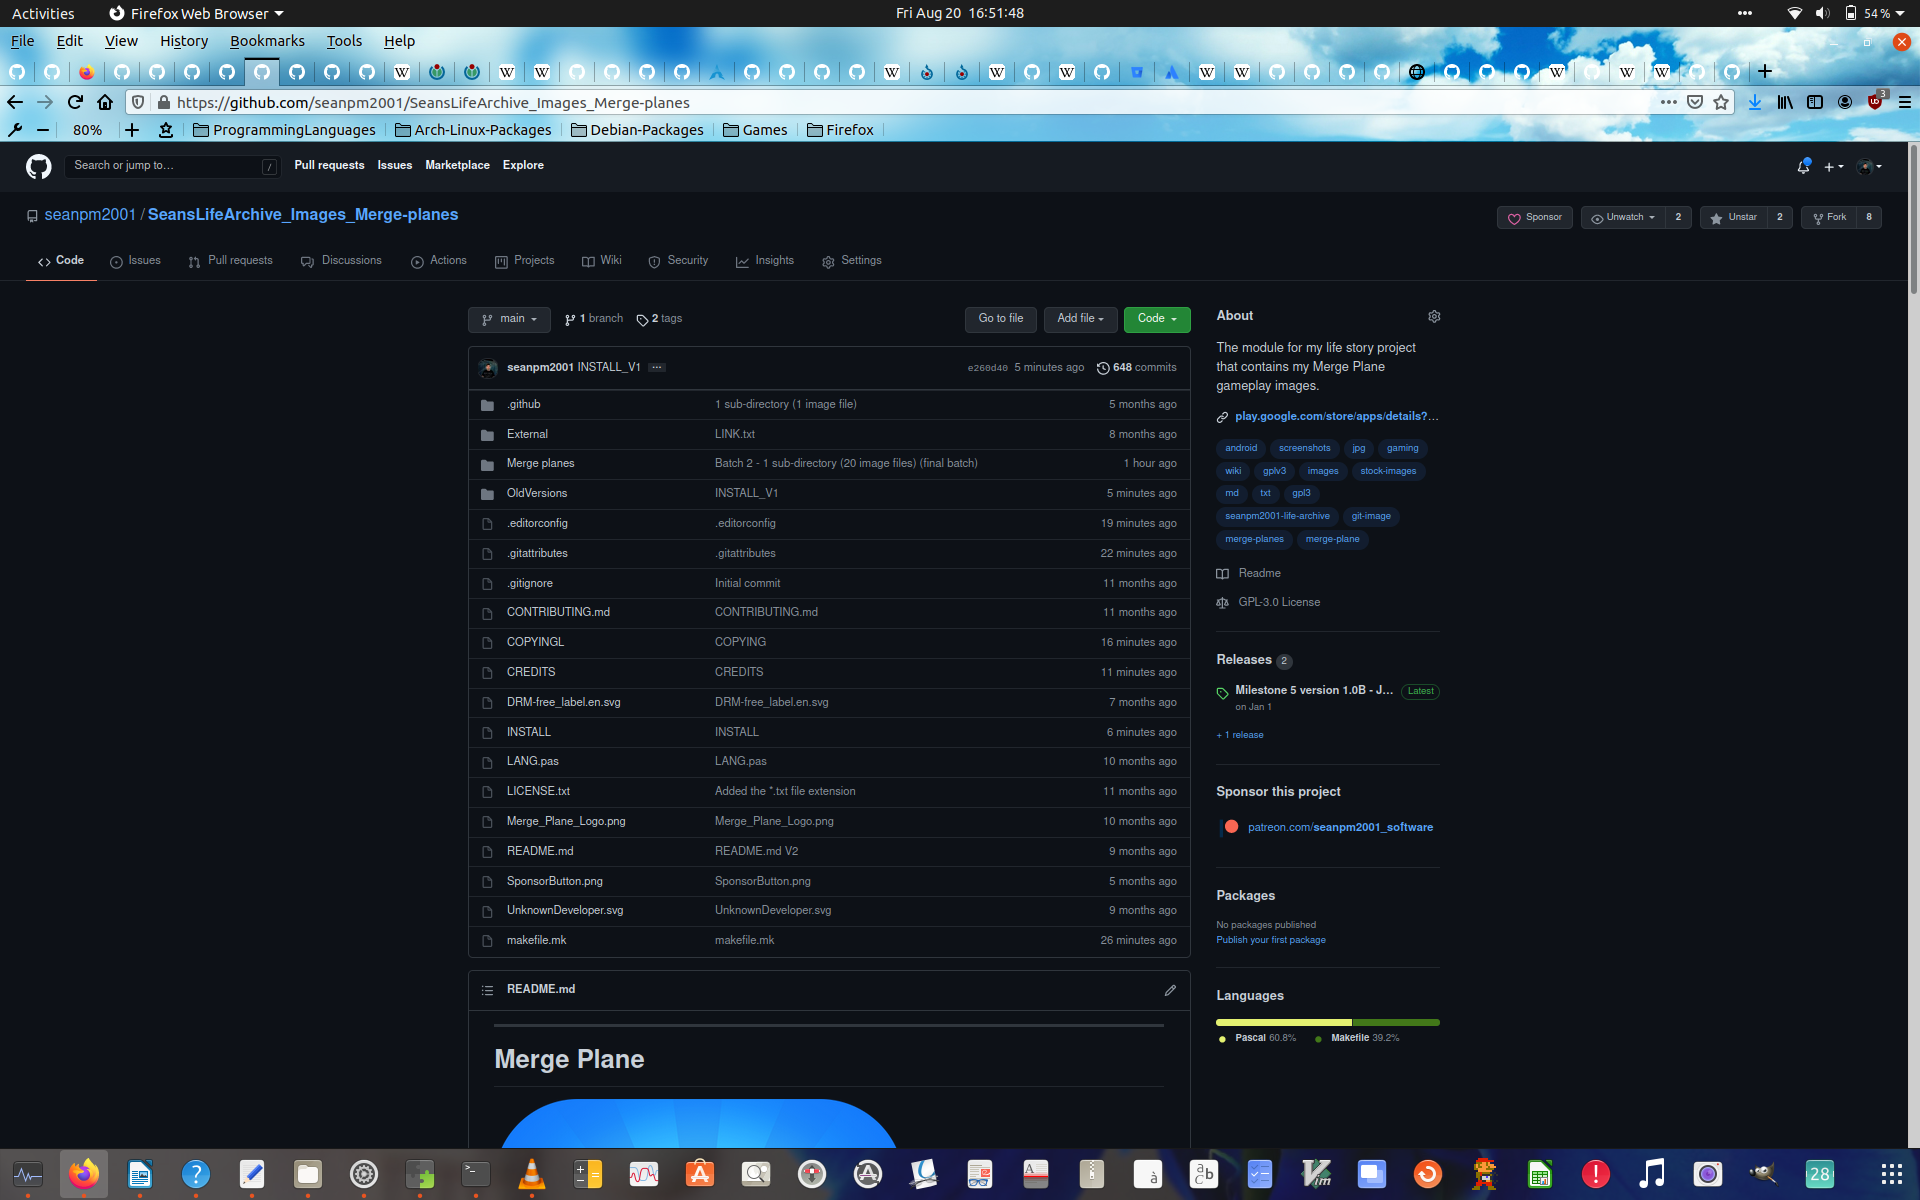 Activities
Firefox Web Browser
Fri Aug 20 16:51:48
54 %
File Edit View History Bookmarks Tools Help
https://github.com/seanpm2001/SeansLifeArchive_Images_Merge-planes
3
80%
ProgrammingLanguages
Arch-Linux-Packages
Debian-Packages
Games
Firefox
Search or jump to…
/
Pull requests Issues Marketplace Explore
seanpm2001 / SeansLifeArchive_Images_Merge-planes
Sponsor
Unwatch 2
Unstar 2
Fork 8
Code Issues Pull requests Discussions Actions Projects Wiki Security Insights Settings
main
1 branch
2 tags
Go to file
Add file
Code
seanpm2001 INSTALL_V1 ...
e260d40 5 minutes ago 648 commits
.github 1 sub-directory (1 image file) 5 months ago
External LINK.txt 8 months ago
Merge planes Batch 2 - 1 sub-directory (20 image files) (final batch) 1 hour ago
OldVersions INSTALL_V1 5 minutes ago
.editorconfig .editorconfig 19 minutes ago
.gitattributes .gitattributes 22 minutes ago
.gitignore Initial commit 11 months ago
CONTRIBUTING.md CONTRIBUTING.md 11 months ago
COPYINGL COPYING 16 minutes ago
CREDITS CREDITS 11 minutes ago
DRM-free_label.en.svg DRM-free_label.en.svg 7 months ago
INSTALL INSTALL 6 minutes ago
LANG.pas LANG.pas 10 months ago
LICENSE.txt Added the *.txt file extension 11 months ago
Merge_Plane_Logo.png Merge_Plane_Logo.png 10 months ago
README.md README.md V2 9 months ago
SponsorButton.png SponsorButton.png 5 months ago
UnknownDeveloper.svg UnknownDeveloper.svg 9 months ago
makefile.mk makefile.mk 26 minutes ago
README.md
Merge Plane
About
The module for my life story project
that contains my Merge Plane
gameplay images.
play.google.com/store/apps/details?…
android screenshots jpg gaming
wiki gplv3 images stock-images
md txt gpl3
seanpm2001-life-archive git-image
merge-planes merge-plane
Readme
GPL-3.0 License
Releases 2
Milestone 5 version 1.0B - J… Latest
on Jan 1
+ 1 release
Sponsor this project
patreon.com/seanpm2001_software
Packages
No packages published
Publish your first package
Languages
Pascal 60.8% Makefile 39.2%
28